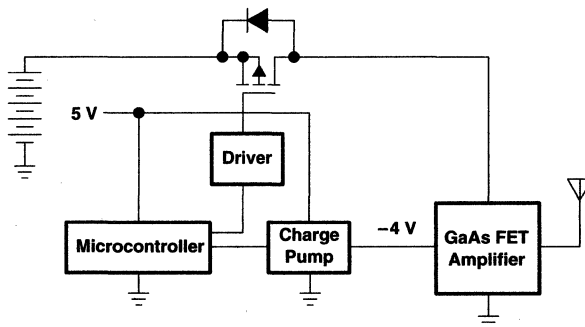 5 V
Driver
Microcontroller
Charge
Pump
−4 V
GaAs FET
Amplifier